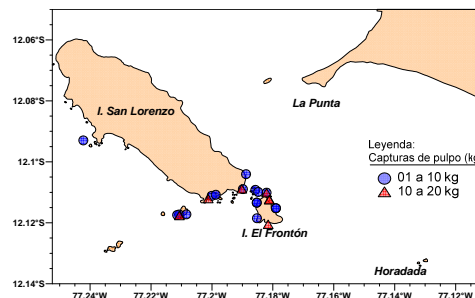 12.06°S
12.08°S
12.1°S
12.12°S
12.14°S
I. San Lorenzo
La Punta
Leyenda:
Capturas de pulpo (kg
01 a 10 kg
10 a 20 kg
I. El Frontón
Horadada
77.24°W 77.22°W 77.2°W 77.18°W 77.16°W 77.14°W 77.12°W